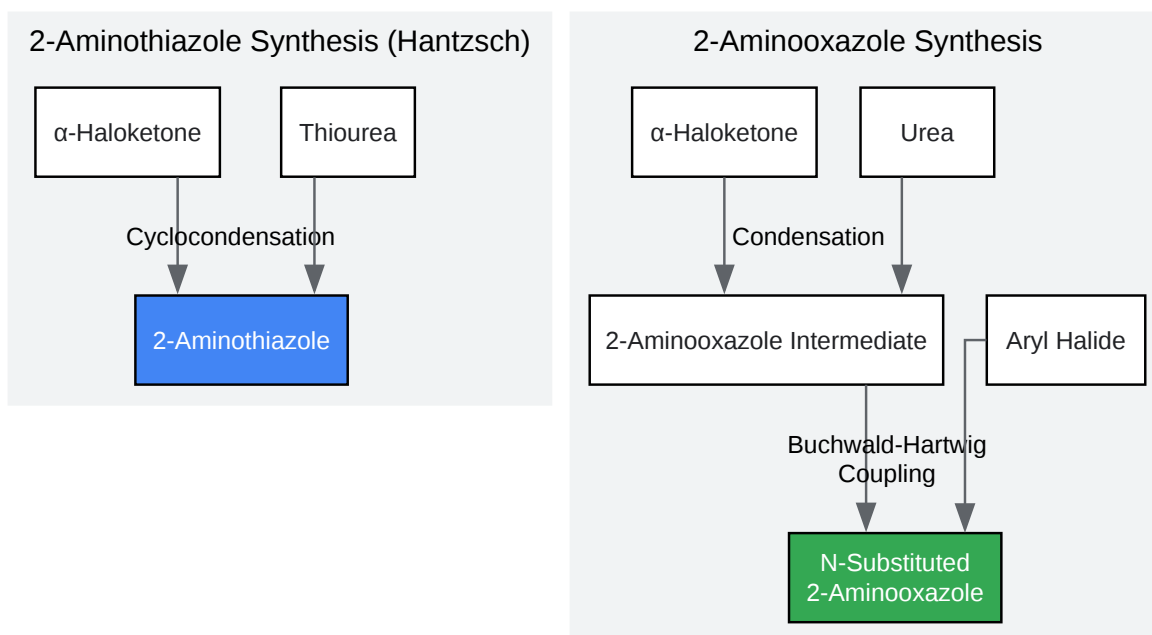 2-Aminothiazole Synthesis (Hantzsch)
α-Haloketone
Thiourea
Cyclocondensation
2-Aminothiazole
2-Aminooxazole Synthesis
α-Haloketone
Urea
Condensation
2-Aminooxazole Intermediate
Aryl Halide
Buchwald-Hartwig
Coupling
N-Substituted
2-Aminooxazole